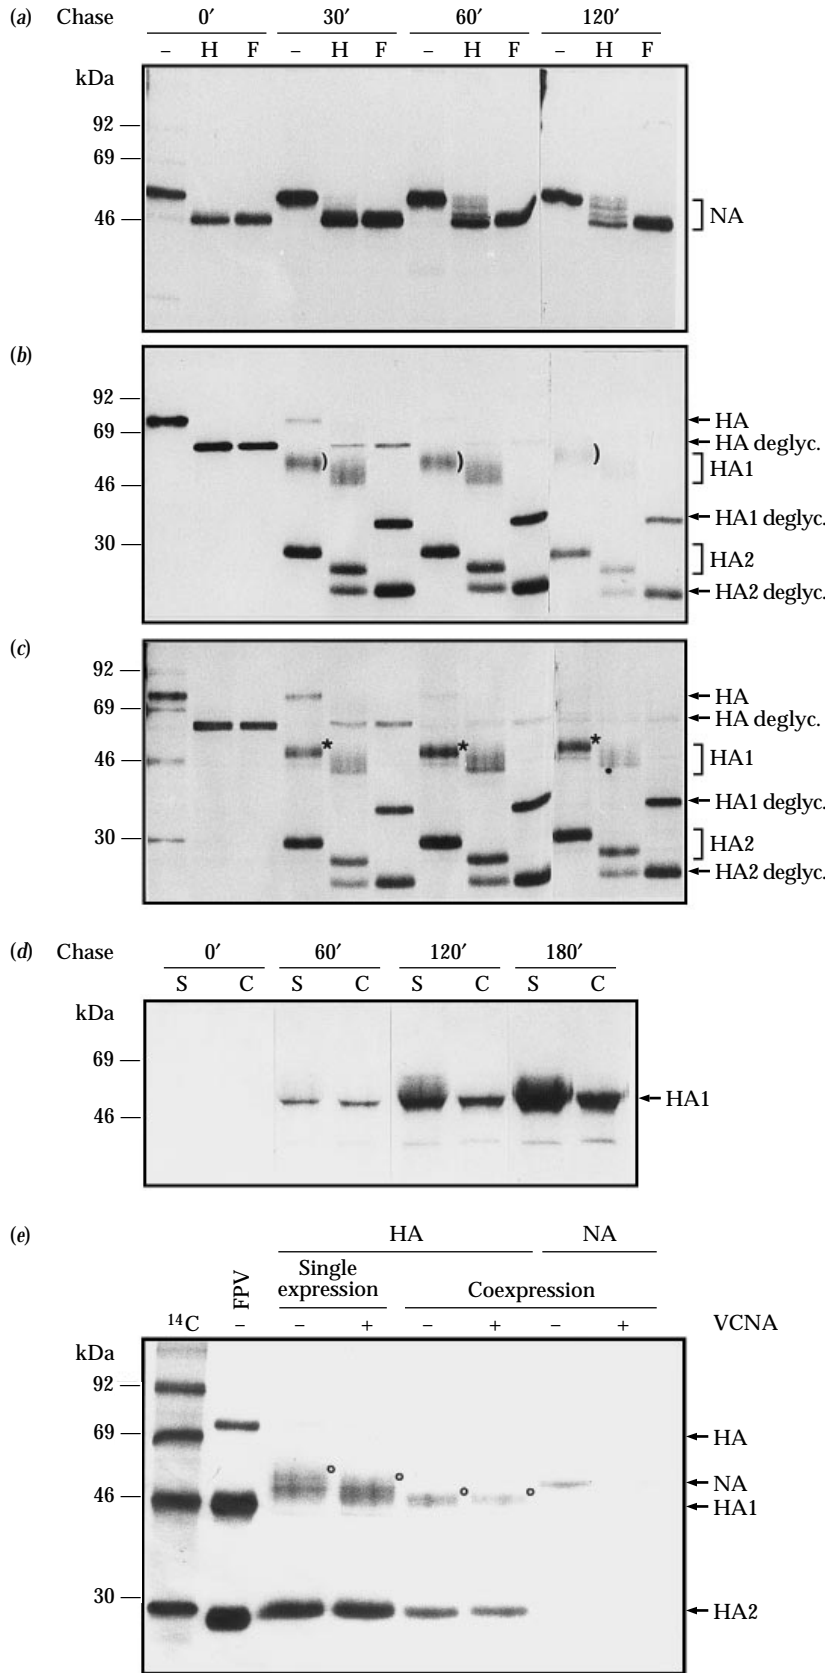 (a) Chase 0′ 30′ 60′ 120′
– H F – H F – H F – H F
kDa
92
69
46
NA
(b)
92
HA
69
HA deglyc.
HA1
46
HA1 deglyc.
30
HA2
HA2 deglyc.
(c)
92
HA
69
HA deglyc.
* * *
HA1
46
HA1 deglyc.
30
HA2
HA2 deglyc.
(d) Chase 0′ 60′ 120′ 180′
S C S C S C S C
kDa
69
HA1
46
(e) HA NA
Single expression
Coexpression
FPV
¹⁴C – – + – + – + VCNA
kDa
92
69
HA
NA
46
HA1
30
HA2